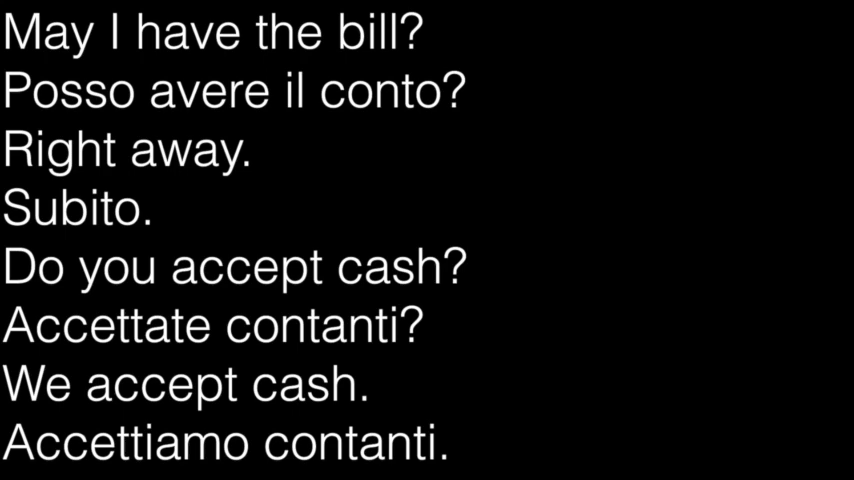 May I have the bill?
Posso avere il conto?
Right away.
Subito.
Do you accept cash?
Accettate contanti?
We accept cash.
Accettiamo contanti.